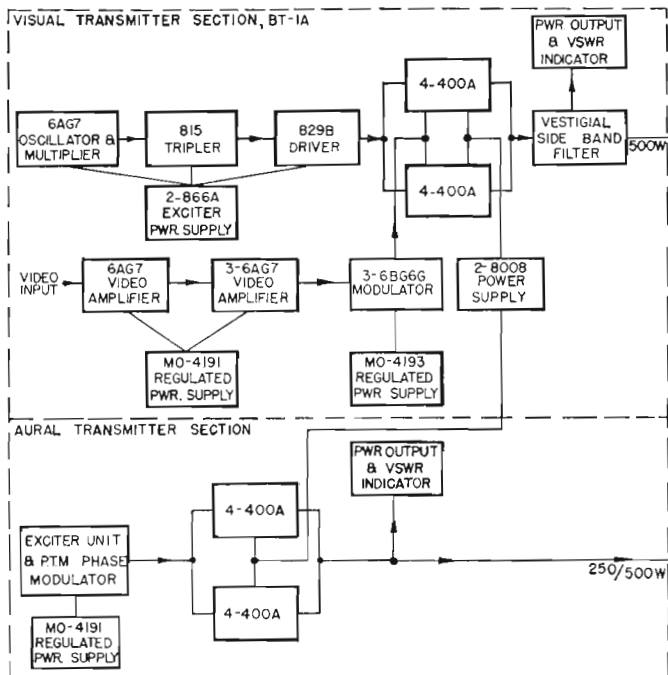 VISUAL TRANSMITTER SECTION, BT-1A
PWR OUTPUT
& VSWR
INDICATOR
4-400A
6AG7
OSCILLATOR &
MULTIPLIER
815
TRIPLER
829B
DRIVER
VESTIGIAL
SIDE BAND
FILTER
500W
4-400A
2-866A
EXCITER
PWR. SUPPLY
VIDEO
INPUT
6AG7
VIDEO
AMPLIFIER
3-6AG7
VIDEO
AMPLIFIER
3-6BG6G
MODULATOR
2-8008
POWER
SUPPLY
MO-4191
REGULATED
PWR. SUPPLY
MO-4193
REGULATED
PWR. SUPPLY
AURAL TRANSMITTER SECTION
PWR OUTPUT
& VSWR
INDICATOR
4-400A
EXCITER UNIT
& P.T.M PHASE
MODULATOR
250/500W
4-400A
MO-4191
REGULATED
PWR SUPPLY